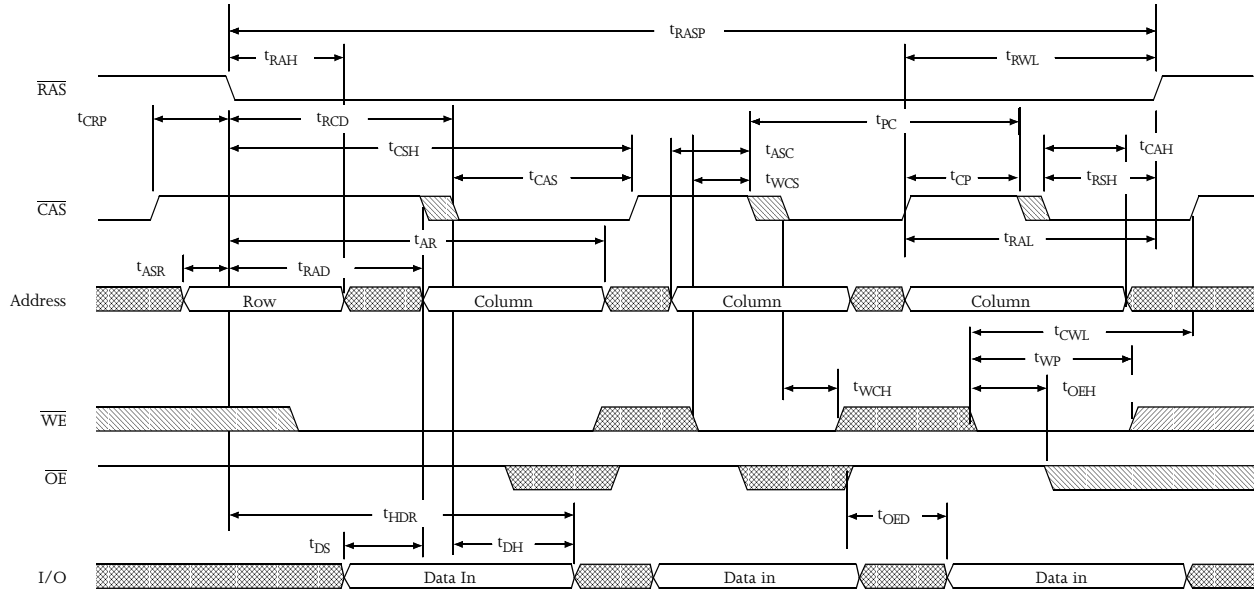 tRASP
tRAH
tRWL
RAS
tCRP
tRCD
tPC
tCSH
tASC
tCAH
tCAS
tWCS
tCP
tRSH
CAS
tAR
tRAL
tASR
tRAD
Address
Row
Column
Column
Column
tCWL
tWP
tWCH
tOEH
WE
OE
tHDR
tOED
tDS
tDH
I/O
Data In
Data in
Data in